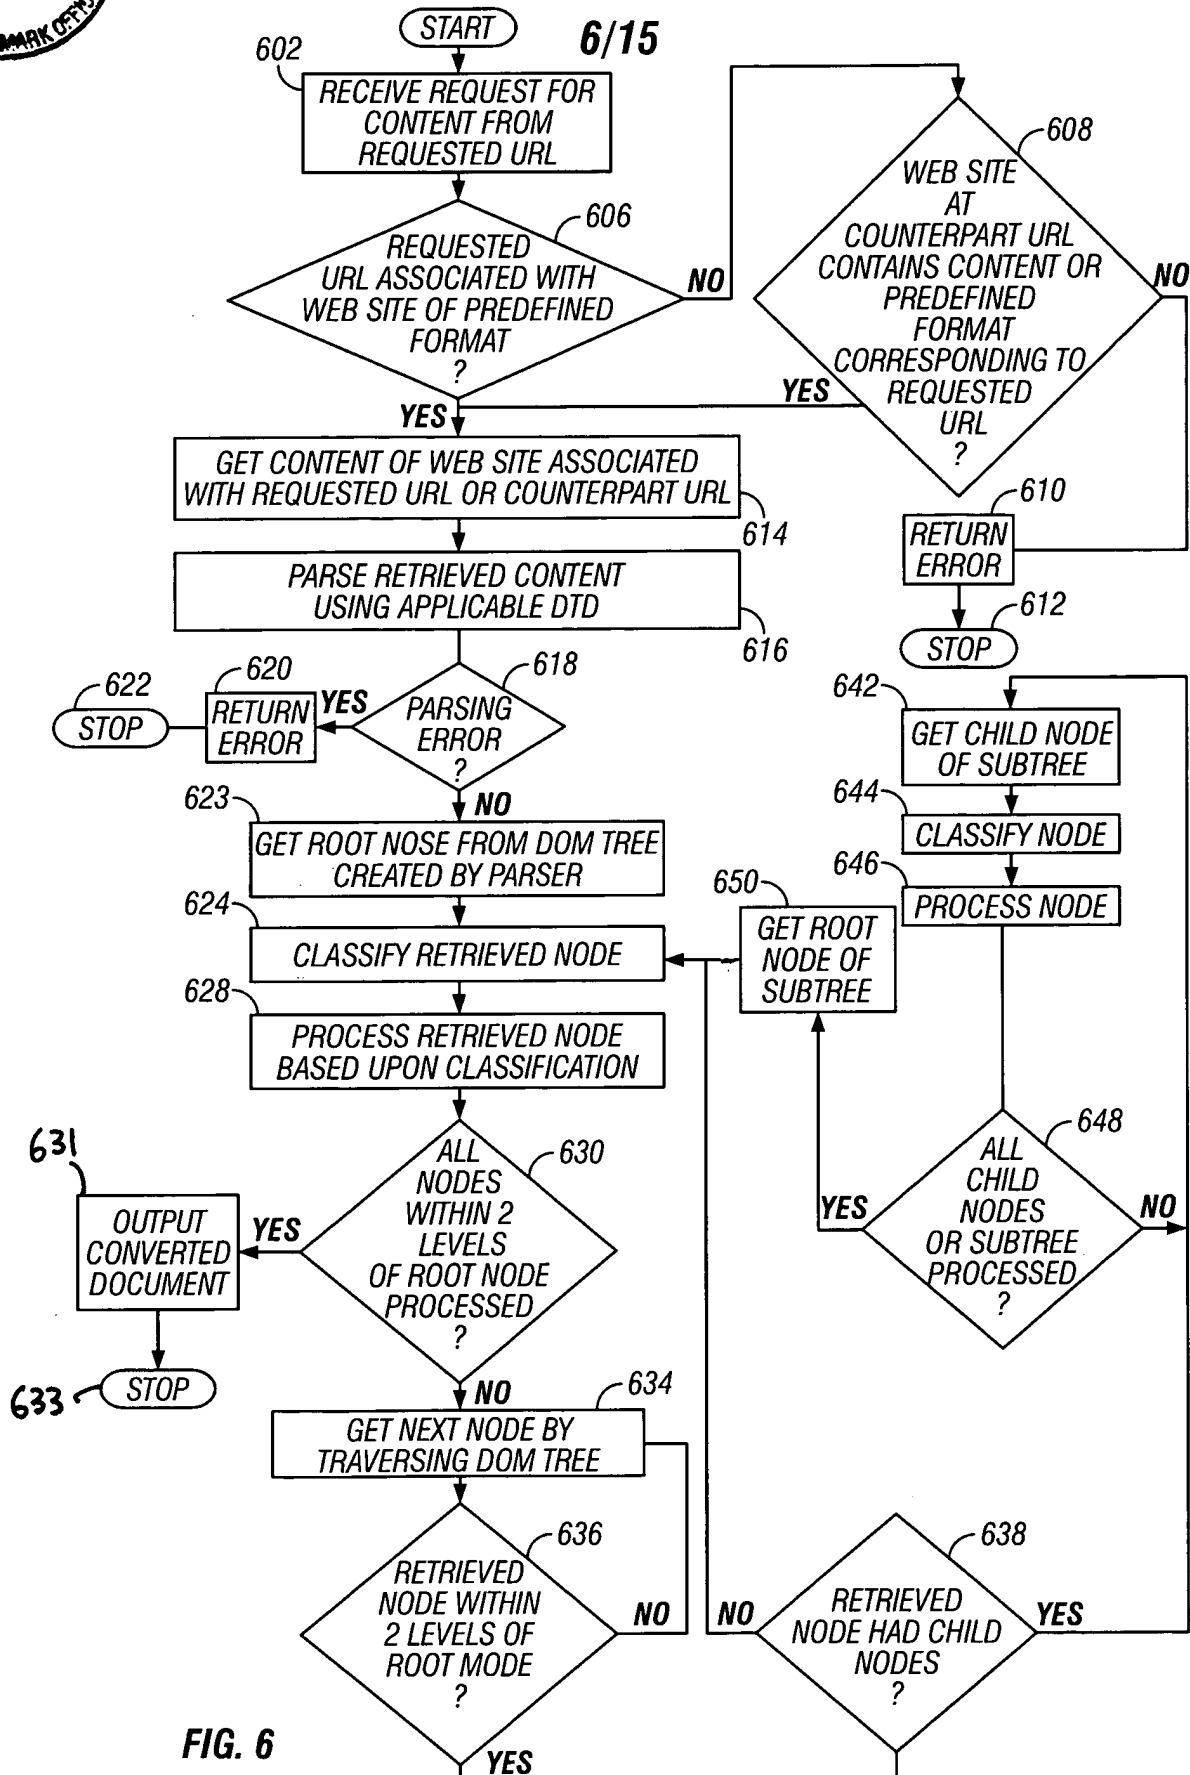 MARK OFFIC
START
6/15
602
RECEIVE REQUEST FOR
CONTENT FROM
REQUESTED URL
606
REQUESTED
URL ASSOCIATED WITH
WEB SITE OF PREDEFINED
FORMAT
?
NO
YES
608
WEB SITE
AT
COUNTERPART URL
CONTAINS CONTENT OR
PREDEFINED
FORMAT
CORRESPONDING TO
REQUESTED
URL
?
NO
YES
610
RETURN
ERROR
612
STOP
GET CONTENT OF WEB SITE ASSOCIATED
WITH REQUESTED URL OR COUNTERPART URL
614
PARSE RETRIEVED CONTENT
USING APPLICABLE DTD
616
618
PARSING
ERROR
?
YES
620
RETURN
ERROR
622
STOP
NO
623
GET ROOT NOSE FROM DOM TREE
CREATED BY PARSER
624
CLASSIFY RETRIEVED NODE
628
PROCESS RETRIEVED NODE
BASED UPON CLASSIFICATION
630
ALL
NODES
WITHIN 2
LEVELS
OF ROOT NODE
PROCESSED
?
YES
631
OUTPUT
CONVERTED
DOCUMENT
633
STOP
NO
634
GET NEXT NODE BY
TRAVERSING DOM TREE
636
RETRIEVED
NODE WITHIN
2 LEVELS OF
ROOT MODE
?
NO
YES
638
RETRIEVED
NODE HAD CHILD
NODES
?
NO
YES
642
GET CHILD NODE
OF SUBTREE
644
CLASSIFY NODE
646
PROCESS NODE
648
ALL
CHILD
NODES
OR SUBTREE
PROCESSED
?
YES
NO
650
GET ROOT
NODE OF
SUBTREE
FIG. 6